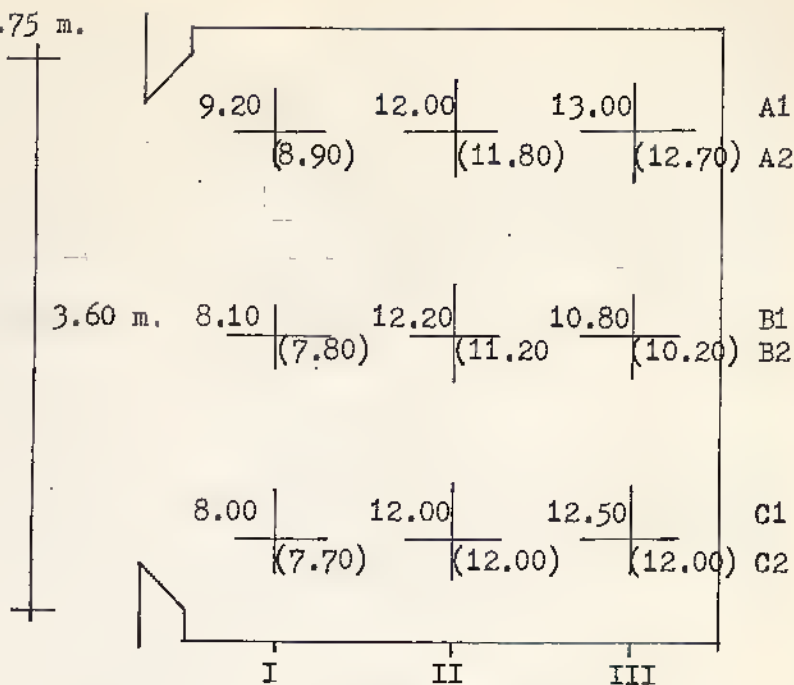 .75 m.
9.20 12.00 13.00 A1
(8.90) (11.80) (12.70) A2
3.60 m. 8.10 12.20 10.80 B1
(7.80) (11.20 (10.20) B2
8.00 12.00 12.50 C1
(7.70) (12.00) (12.00) C2
I II III